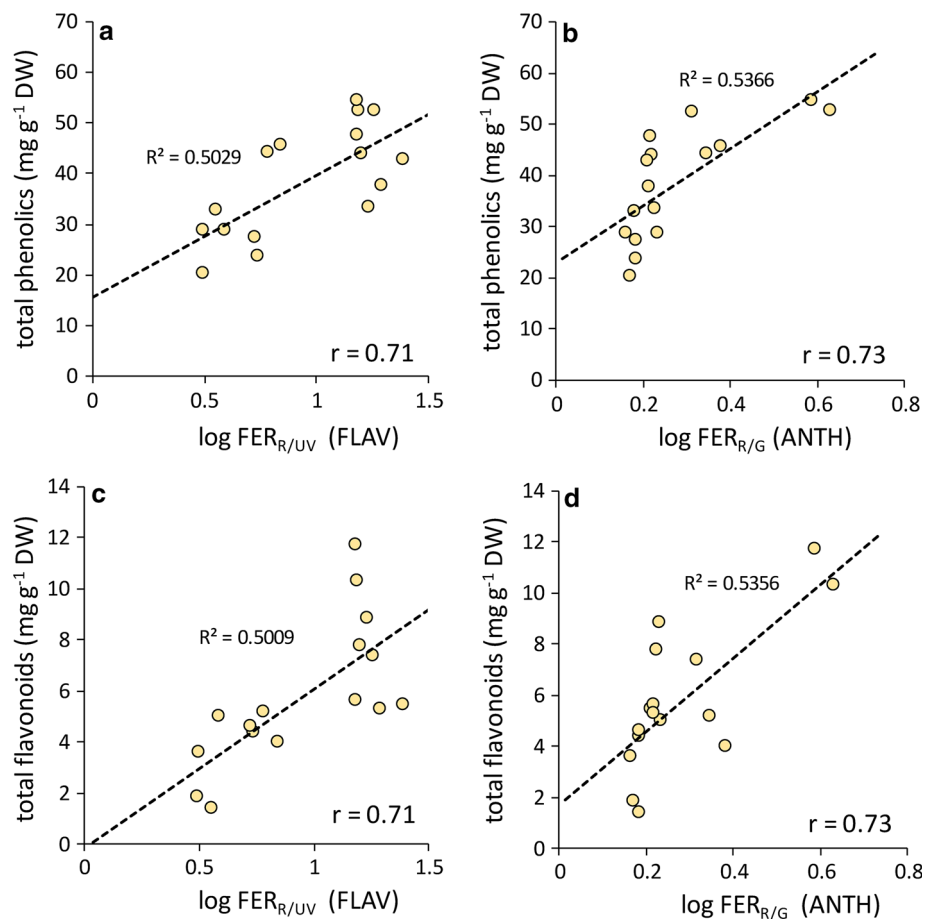 a
total phenolics (mg g⁻¹ DW)
70
60
50
40
30
20
10
0
R² = 0.5029
r = 0.71
0 0.5 1 1.5
log FER_R/UV (FLAV)
b
total phenolics (mg g⁻¹ DW)
70
60
50
40
30
20
10
0
R² = 0.5366
r = 0.73
0 0.2 0.4 0.6 0.8
log FER_R/G (ANTH)
c
total flavonoids (mg g⁻¹ DW)
14
12
10
8
6
4
2
0
R² = 0.5009
r = 0.71
0 0.5 1 1.5
log FER_R/UV (FLAV)
d
total flavonoids (mg g⁻¹ DW)
14
12
10
8
6
4
2
0
R² = 0.5356
r = 0.73
0 0.2 0.4 0.6 0.8
log FER_R/G (ANTH)